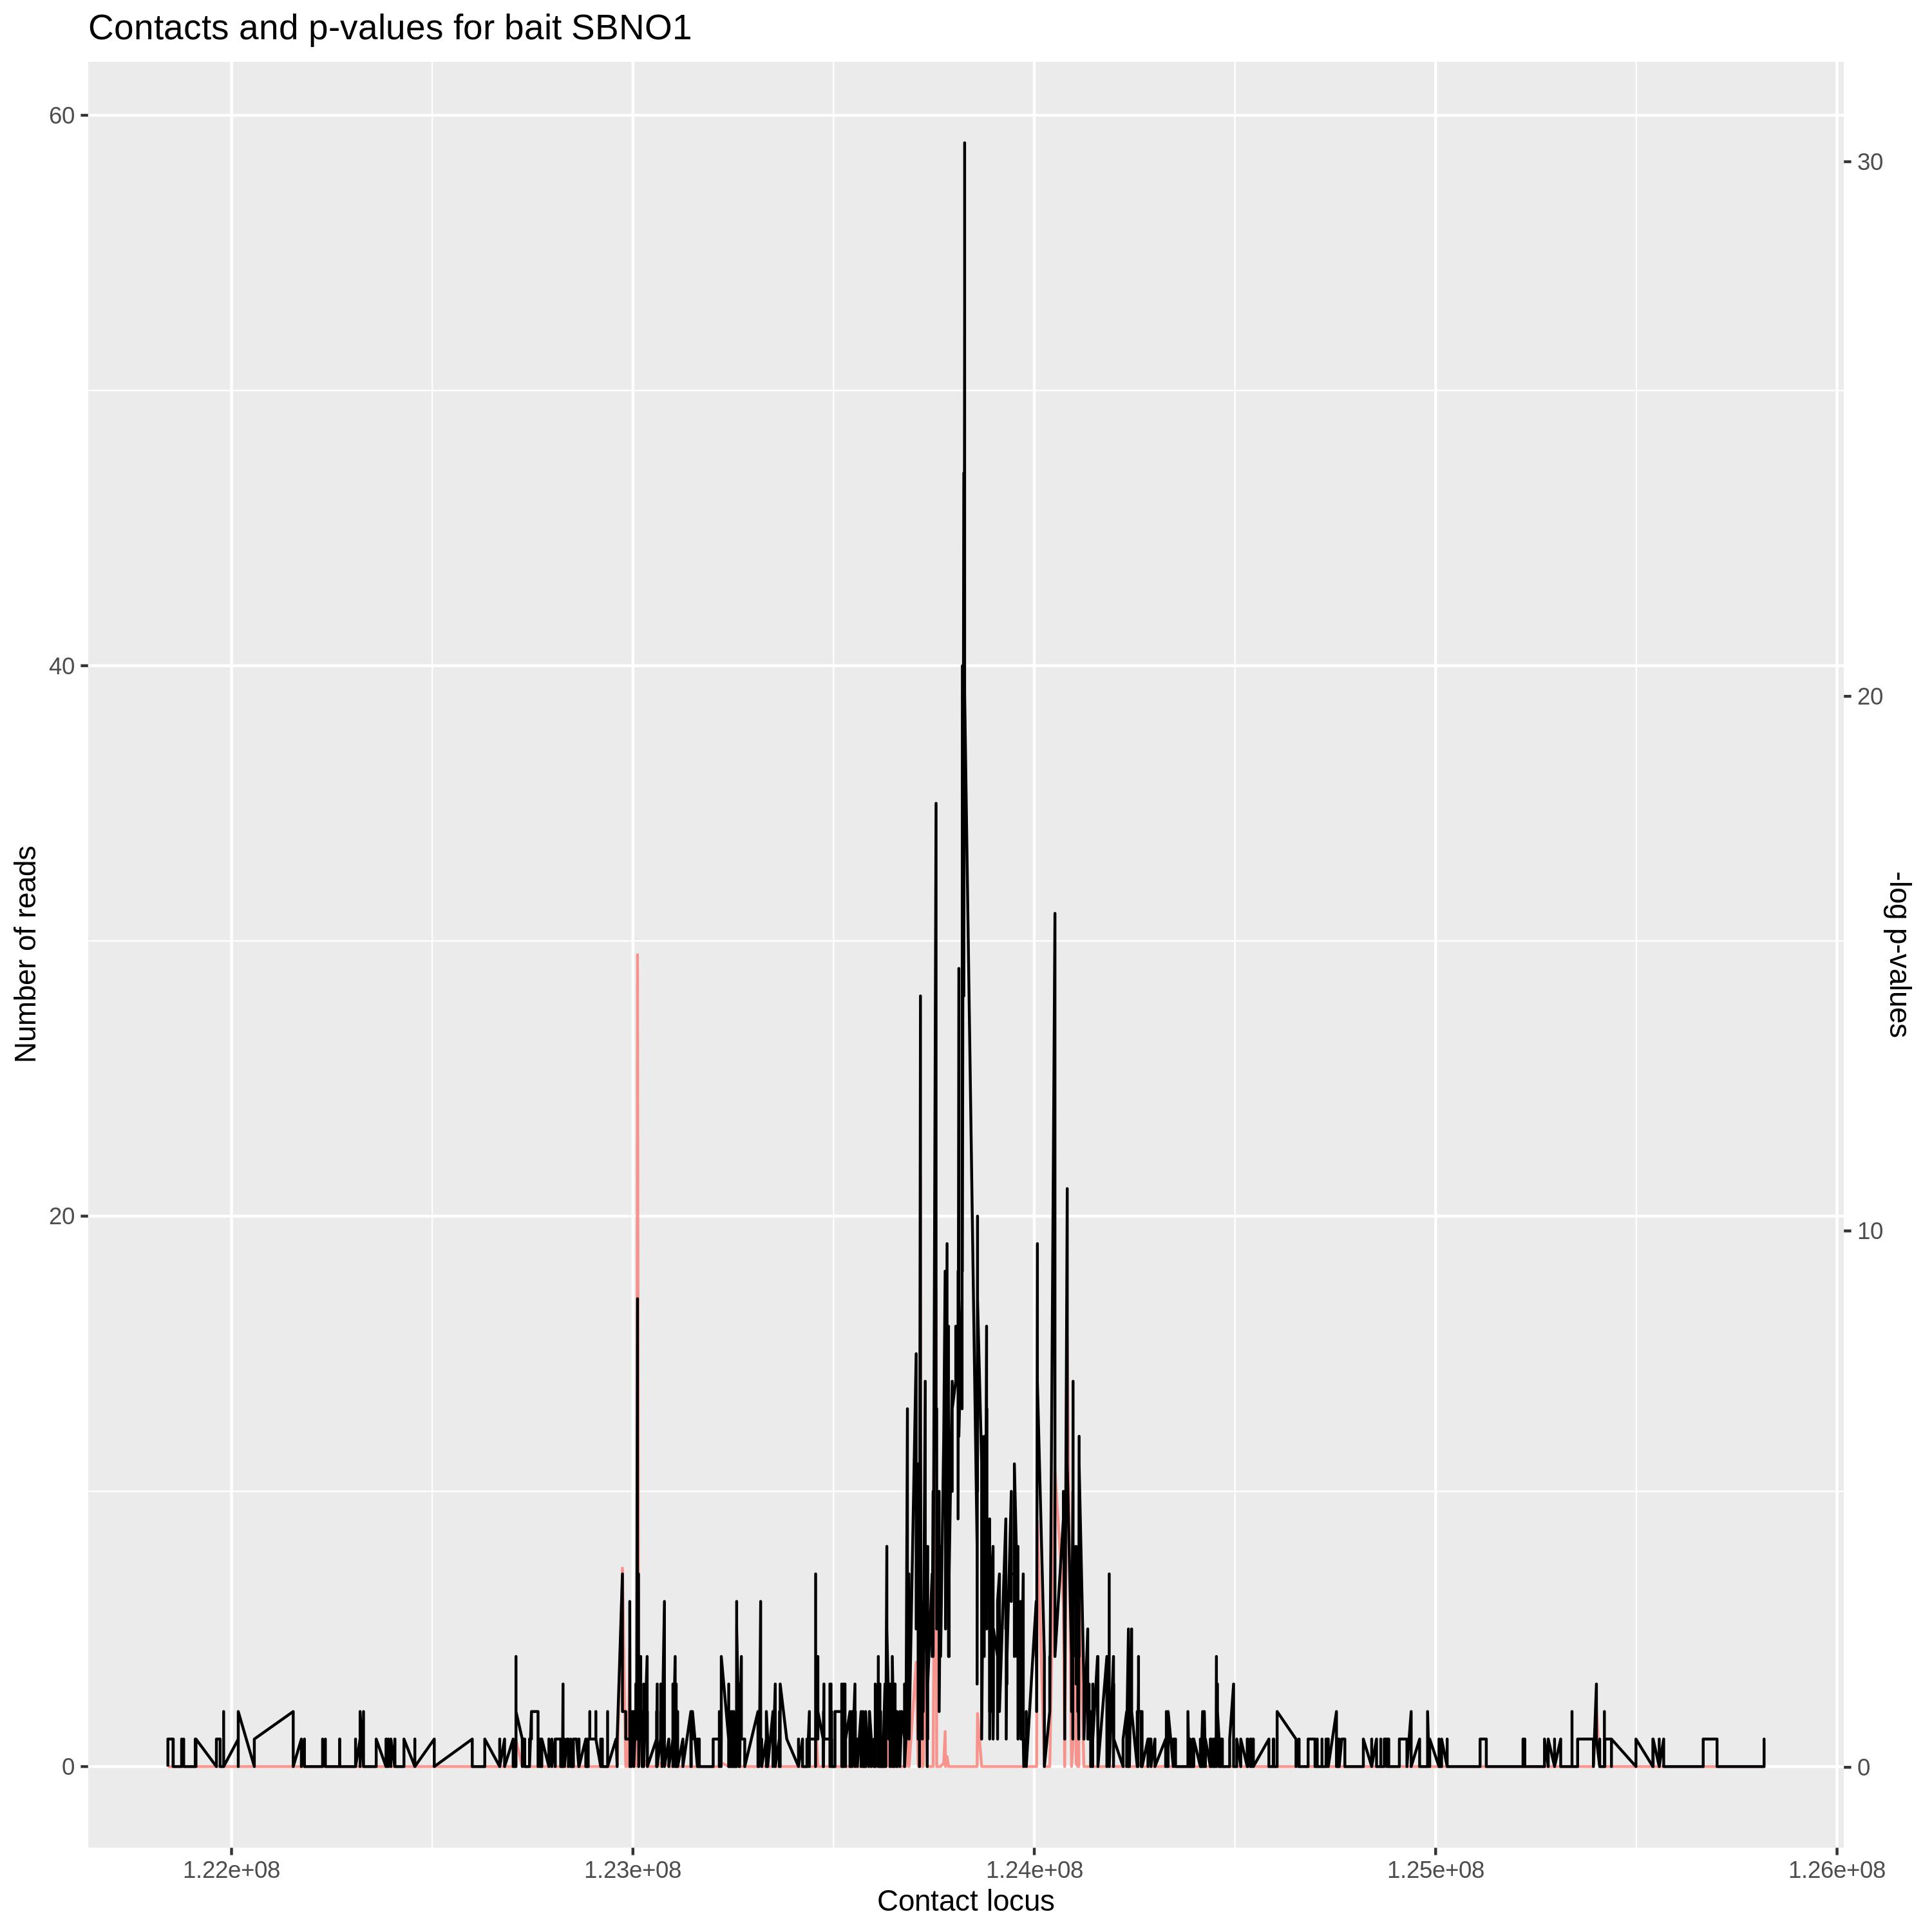 Contacts and p-values for bait SBNO1
60
40
20
0
30
20
10
0
Number of reads
-log p-values
1.22e+08 1.23e+08 1.24e+08 1.25e+08 1.26e+08
Contact locus